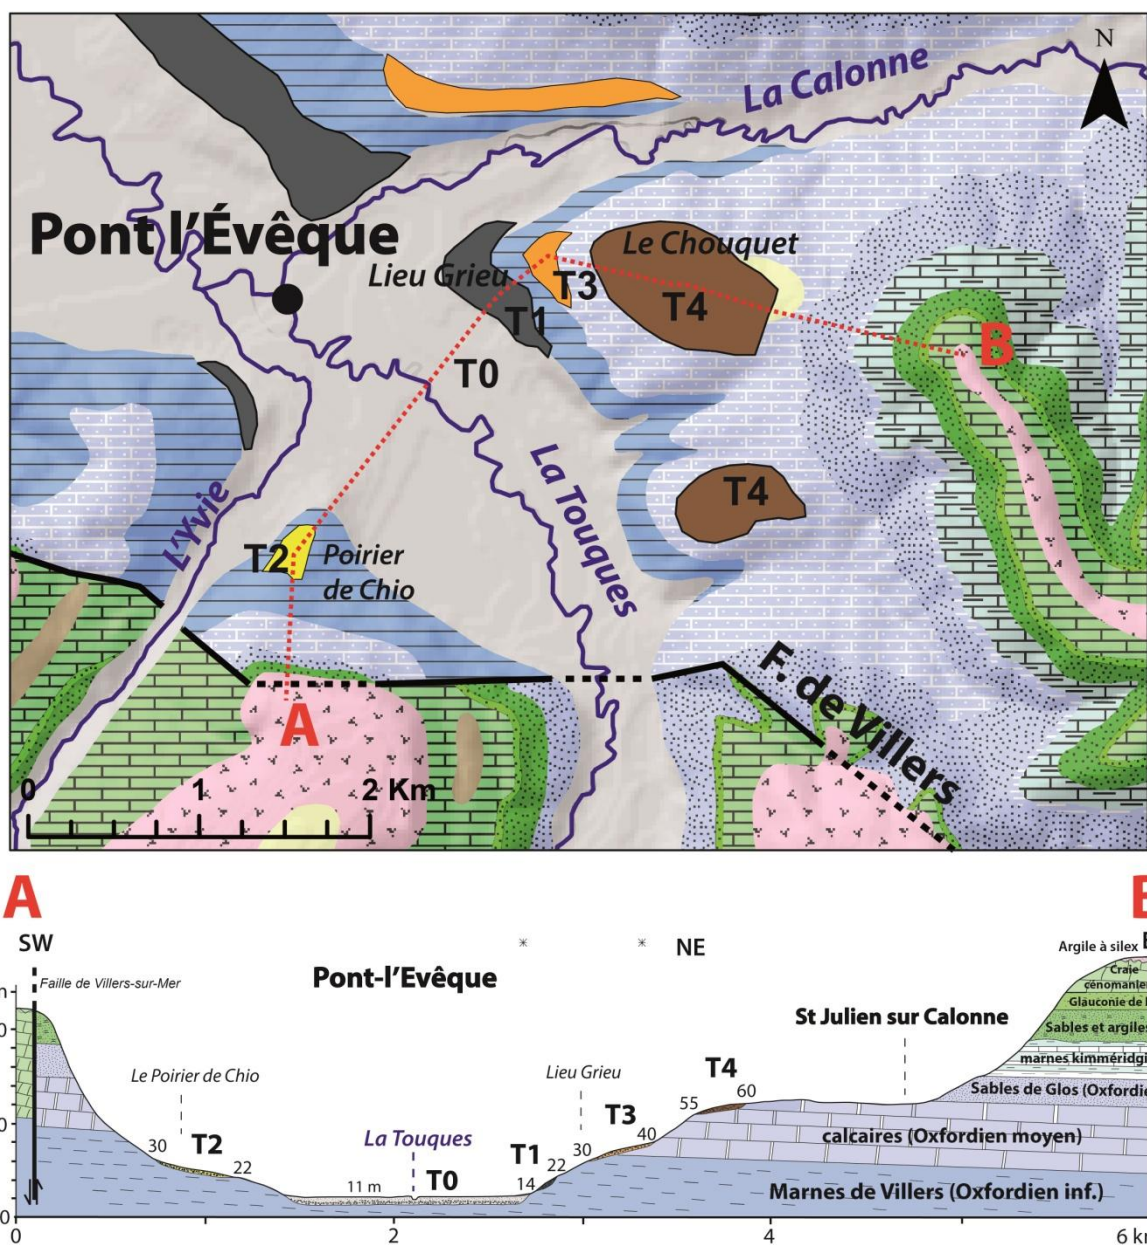 N
La Calonne
Pont l'Évêque
Le Chouquet
Lieu Grieu
T3
T4
T1
B
T0
La Touques
T4
L'Yvie
T2
Poirier
de Chio
F. de Villers
A
0
1
2 Km
A
SW
Pont-l'Evêque
NE
Argile à silex
Faille de Villers-sur-Mer
Craie
Glauconie de
St Julien sur Calonne
Sables et argiles
Le Poirier de Chio
Lieu Grieu
T4
marnes
55
60
Sables de Glos
T3
30
T2
La Touques
T1
30
40
calcaires (Oxfordien moyen)
22
11 m
T0
14
22
Marnes de Villers (Oxfordien inf.)
0
0
2
4
6